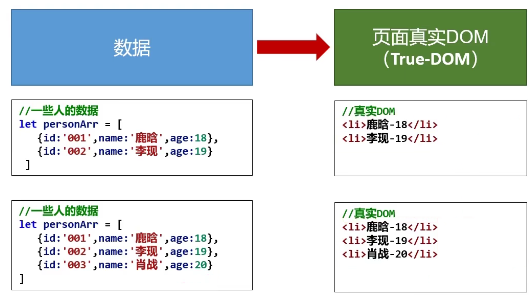 数据
页面真实DOM
（True-DOM）
//一些人的数据
let personArr = [
{id:'001',name:'鹿晗',age:18},
{id:'002',name:'李现',age:19}
]
//真实DOM
<li>鹿晗-18</li>
<li>李现-19</li>
//一些人的数据
let personArr = [
{id:'001',name:'鹿晗',age:18},
{id:'002',name:'李现',age:19},
{id:'003',name:'肖战',age:20}
]
//真实DOM
<li>鹿晗-18</li>
<li>李现-19</li>
<li>肖战-20</li>